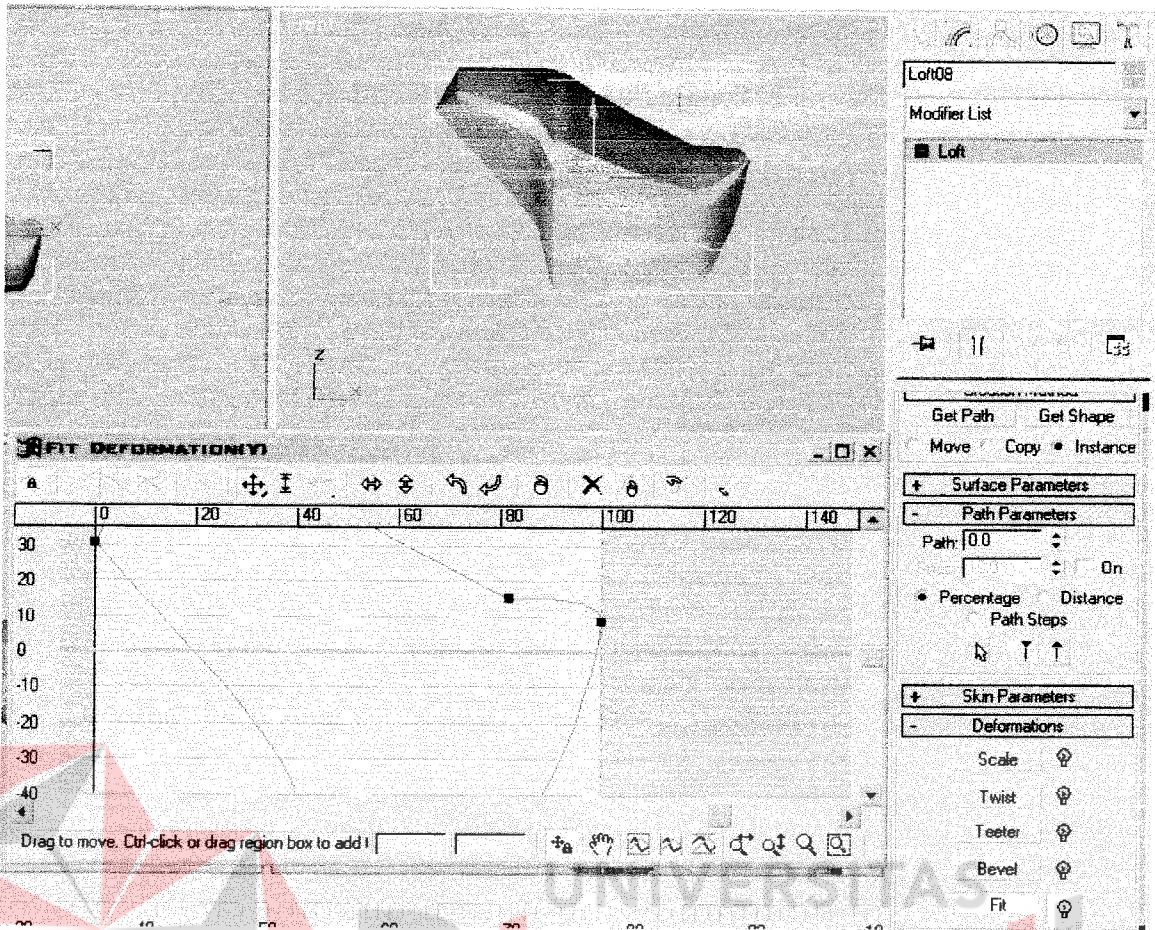 Loft08
Modifier List
Loft
z
x
x
Get Path Get Shape
Move Copy Instance
+ Surface Parameters
- Path Parameters
Path: 0.0
On
Percentage Distance
Path Steps
+ Skin Parameters
- Deformations
Scale
Twist
Teeter
Bevel
Fit
FIT DEFORMATION(Y)
0 20 40 60 80 100 120 140
30
20
10
0
-10
-20
-30
-40
Drag to move. Ctrl-click or drag region box to add
UNIVERSITAS